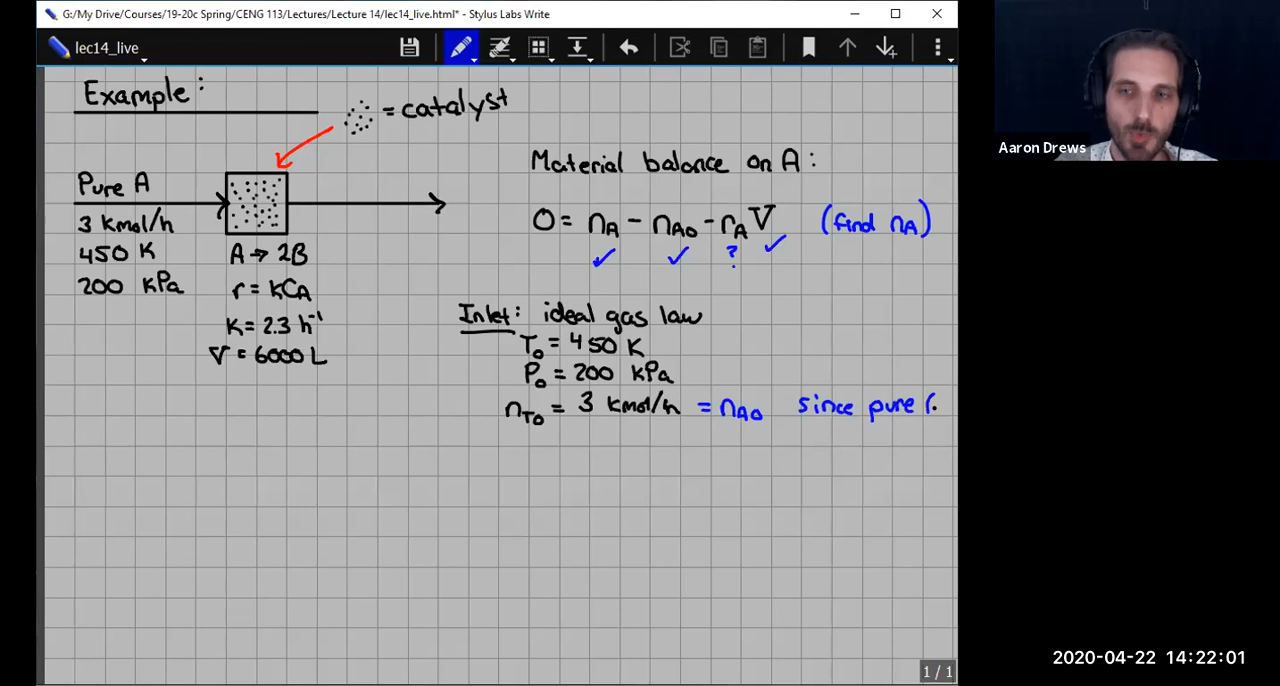 G:/My Drive/Courses/19-20c Spring/CENG 113/Lectures/Lecture 14/lec14_live.html* - Stylus Labs Write
lec14_live
Example:
= catalyst
Pure A
3 kmol/h
450 K
200 kPa
A → 2B
r = kCA
K = 2.3 h⁻¹
V = 6000 L
Material balance on A:
0 = nA - nA0 - rA V (find nA)
✓ ✓ ? ✓
Inlet: ideal gas law
T0 = 450 K
P0 = 200 kPa
nT0 = 3 kmol/h = nA0 since pure
1 / 1
Aaron Drews
2020-04-22 14:22:01